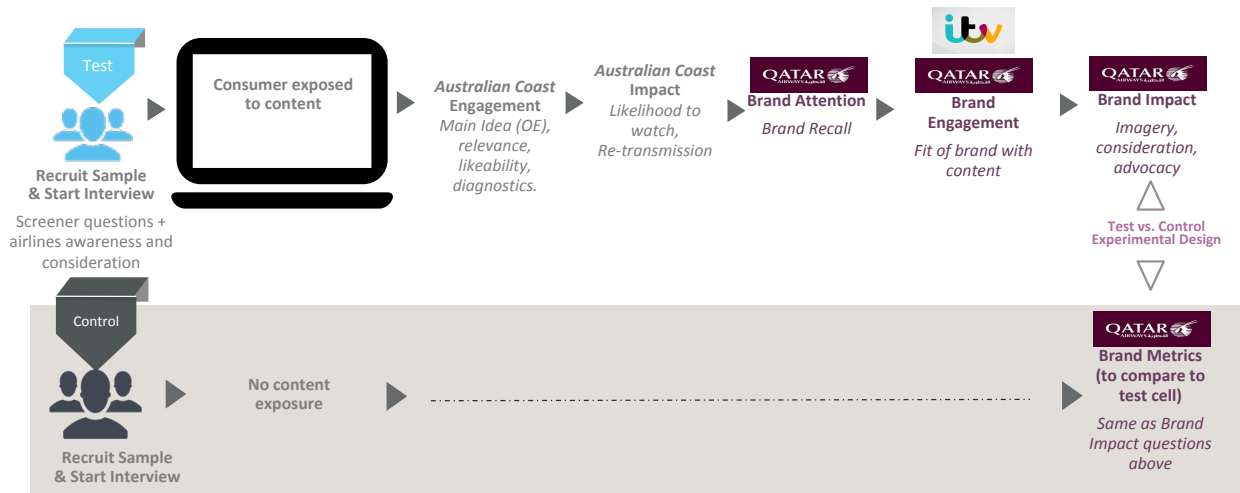 Test
Recruit Sample
& Start Interview
Screener questions +
airlines awareness and
consideration
Consumer exposed
to content
Australian Coast
Engagement
Main Idea (OE),
relevance,
likeability,
diagnostics.
Australian Coast
Impact
Likelihood to
watch,
Re-transmission
QATAR
AIRWAYS القطرية
Brand Attention
Brand Recall
itv
QATAR
AIRWAYS القطرية
Brand
Engagement
Fit of brand with
content
QATAR
AIRWAYS القطرية
Brand Impact
Imagery,
consideration,
advocacy
Test vs. Control
Experimental Design
Control
Recruit Sample
& Start Interview
No content
exposure
QATAR
AIRWAYS القطرية
Brand Metrics
(to compare to
test cell)
Same as Brand
Impact questions
above